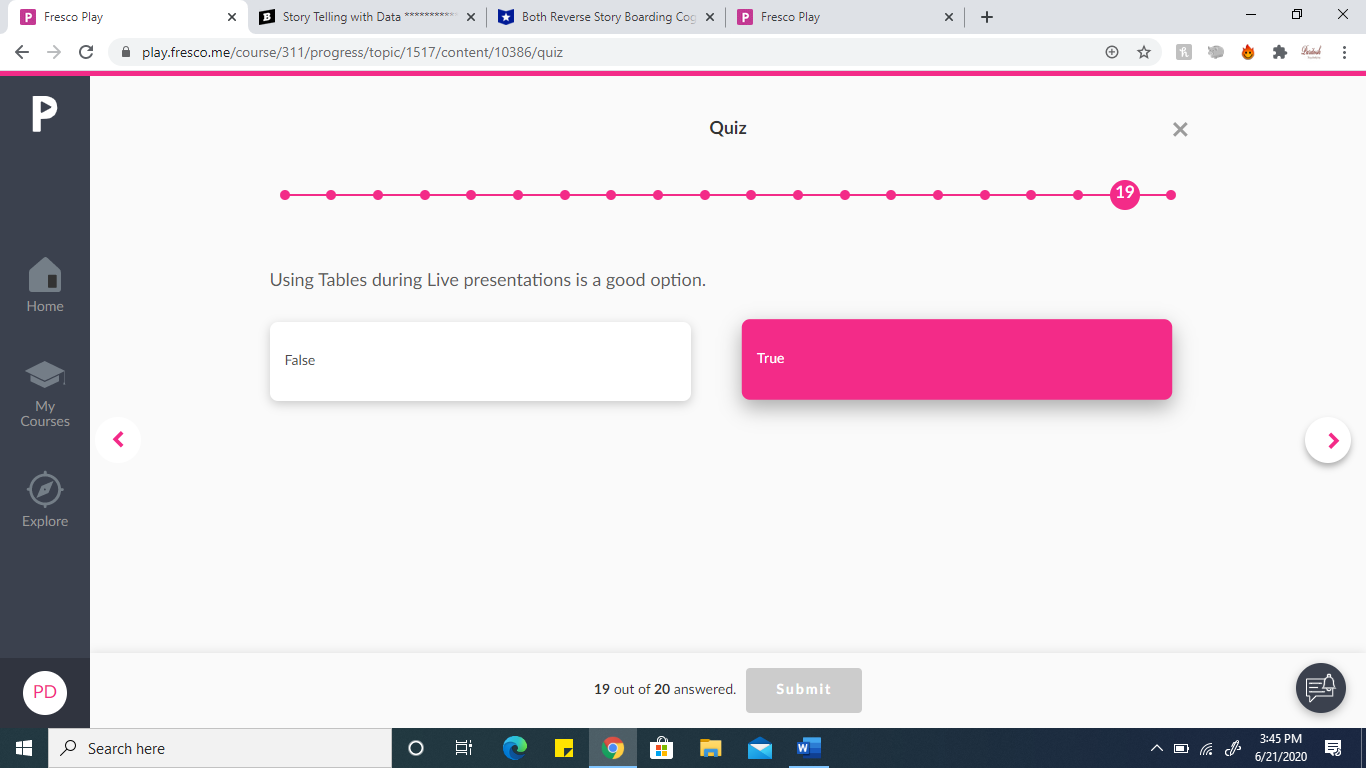 Fresco Play
Story Telling with Data **********
Both Reverse Story Boarding Cog
Fresco Play
play.fresco.me/course/311/progress/topic/1517/content/10386/quiz
Quiz
19
Using Tables during Live presentations is a good option.
False
True
Home
My
Courses
Explore
PD
19 out of 20 answered.
Submit
Search here
3:45 PM
6/21/2020